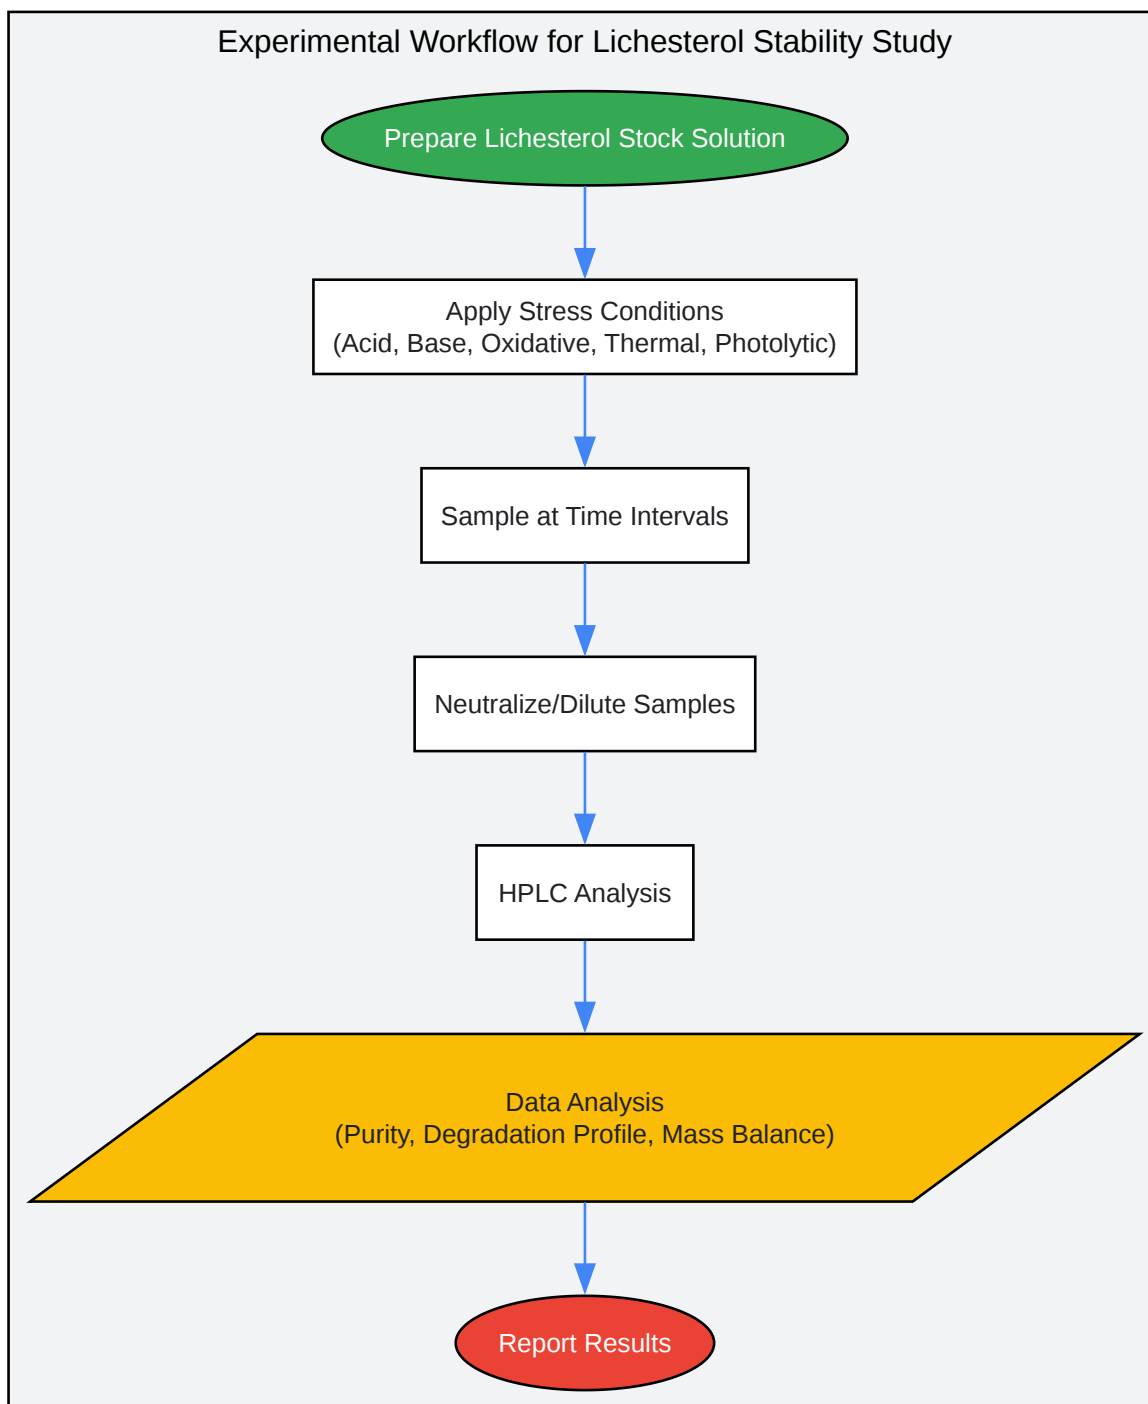 Experimental Workflow for Lichesterol Stability Study
Prepare Lichesterol Stock Solution
Apply Stress Conditions
(Acid, Base, Oxidative, Thermal, Photolytic)
Sample at Time Intervals
Neutralize/Dilute Samples
HPLC Analysis
Data Analysis
(Purity, Degradation Profile, Mass Balance)
Report Results